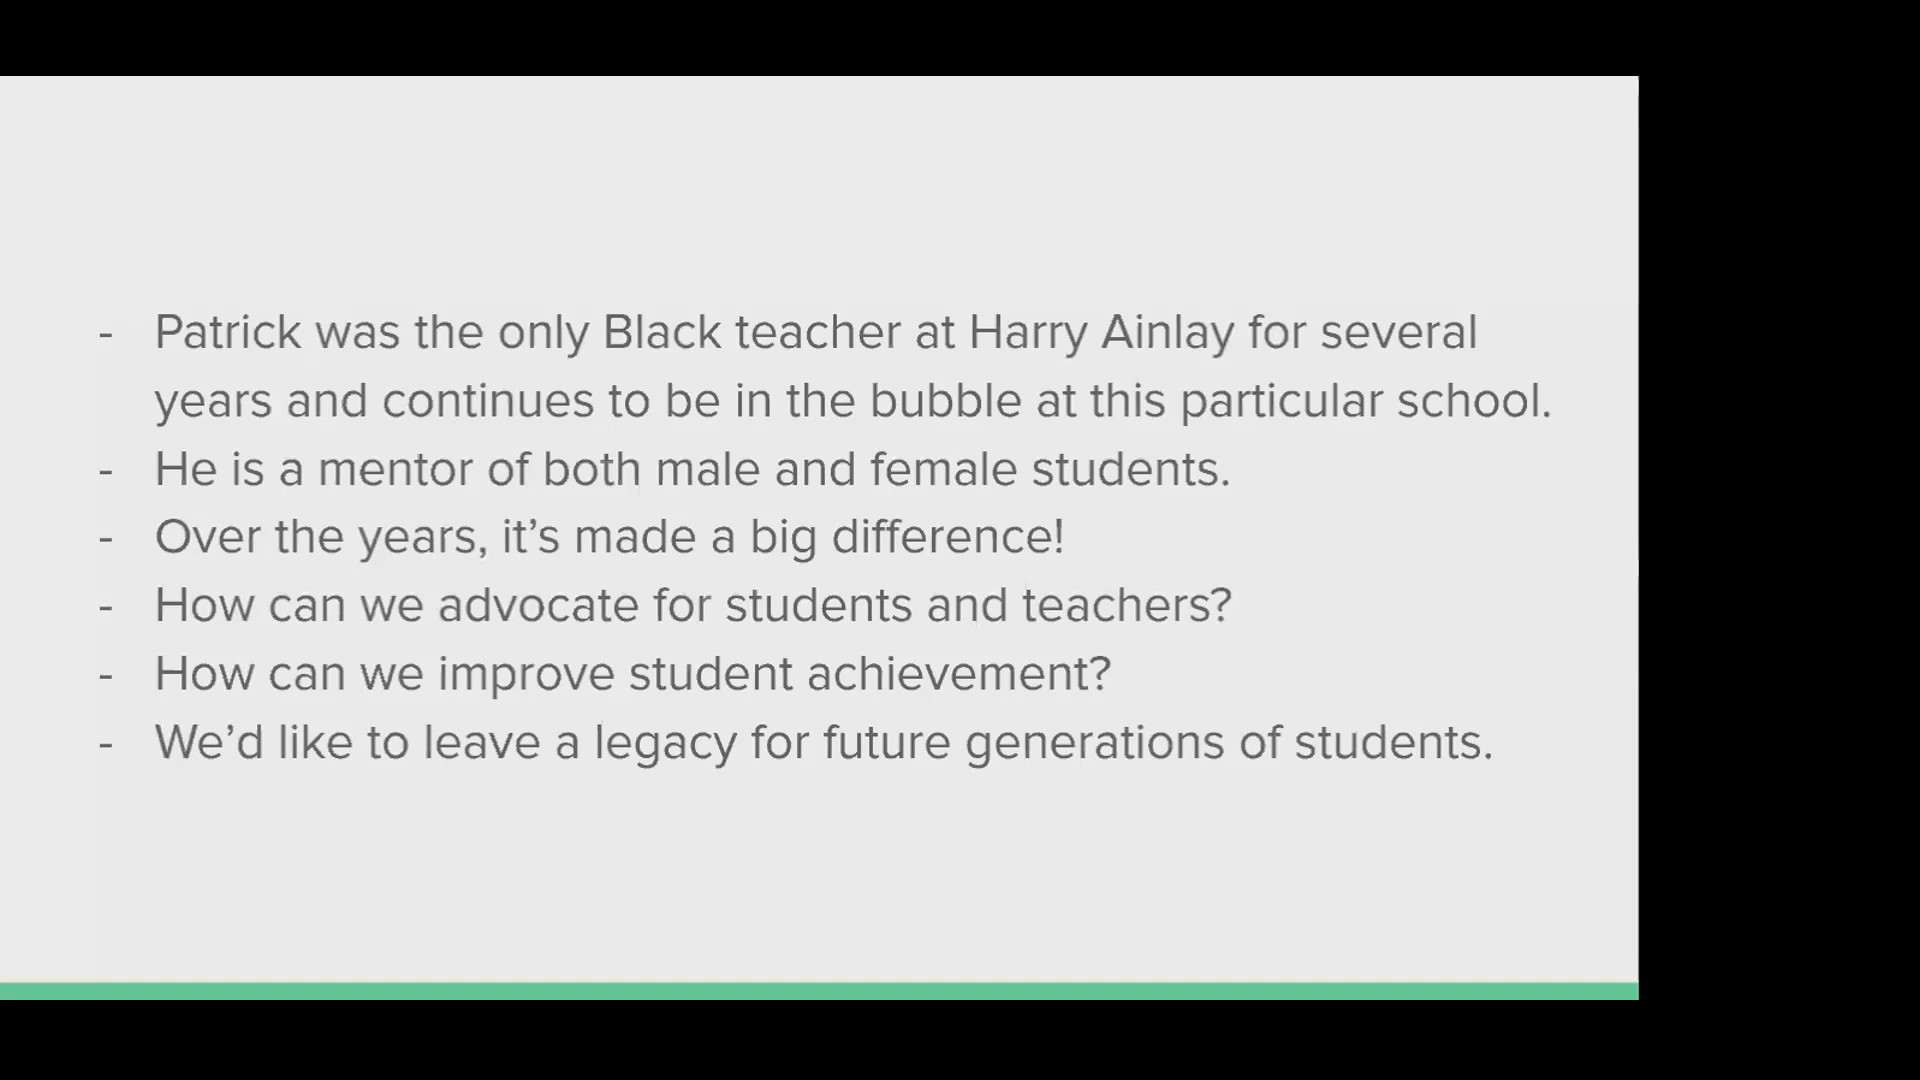 - Patrick was the only Black teacher at Harry Ainlay for several
years and continues to be in the bubble at this particular school.
- He is a mentor of both male and female students.
- Over the years, it’s made a big difference!
- How can we advocate for students and teachers?
- How can we improve student achievement?
- We’d like to leave a legacy for future generations of students.